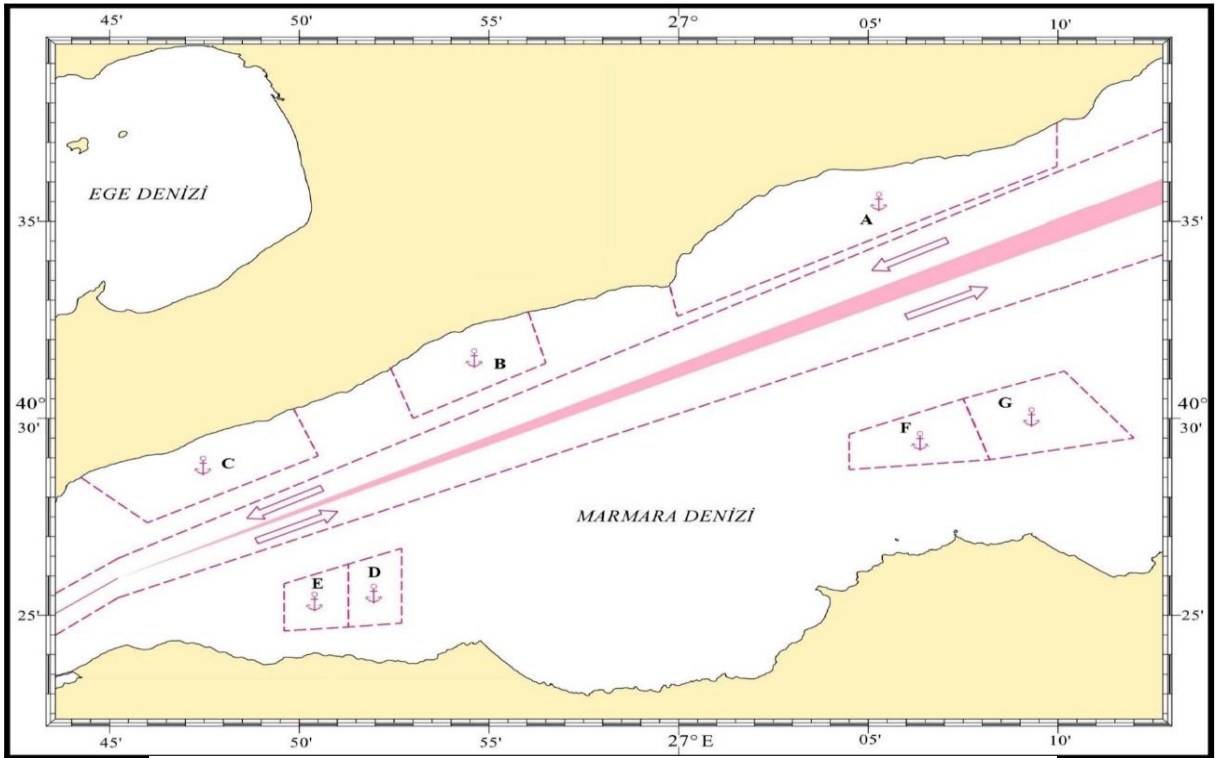 45' 50' 55' 27° 05' 10'
EGE DENİZİ
35' 35'
A
B
40° 40°
30' 30'
G
F
C
MARMARA DENİZİ
D
E
25' 25'
45' 50' 55' 27° E 05' 10'